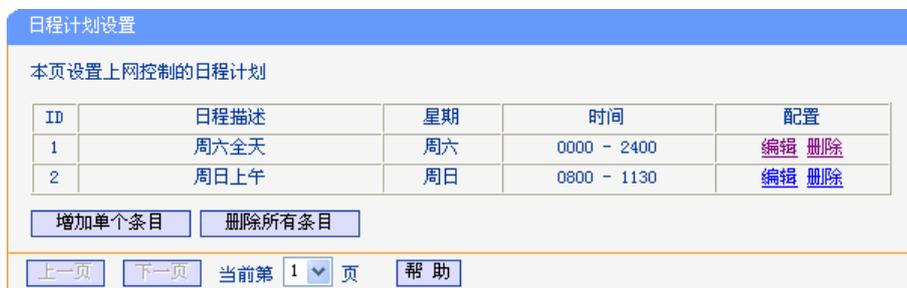 日程计划设置
本页设置上网控制的日程计划
ID 日程描述 星期 时间 配置
1 周六全天 周六 0000 - 2400 编辑 删除
2 周日上午 周日 0800 - 1130 编辑 删除
增加单个条目 删除所有条目
上一页 下一页 当前第 1 页 帮 助